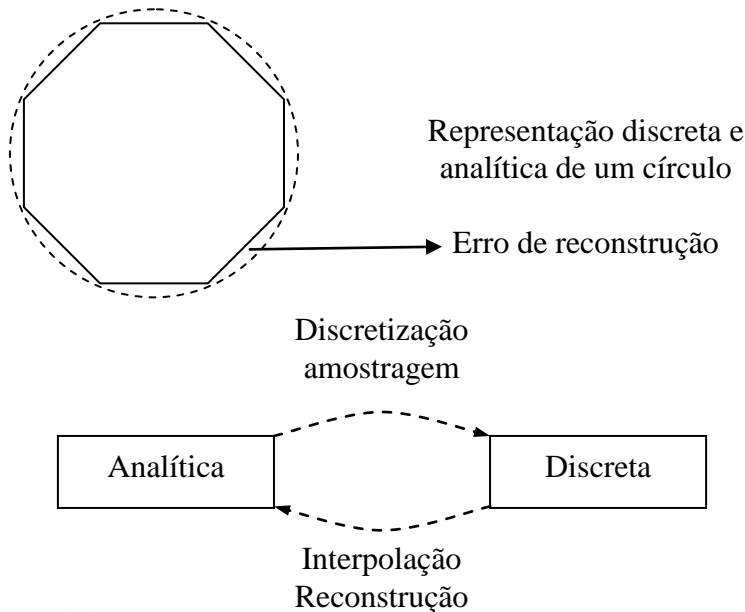 Representação discreta e
analítica de um círculo
Erro de reconstrução
Discretização
amostragem
Analítica
Discreta
Interpolação
Reconstrução